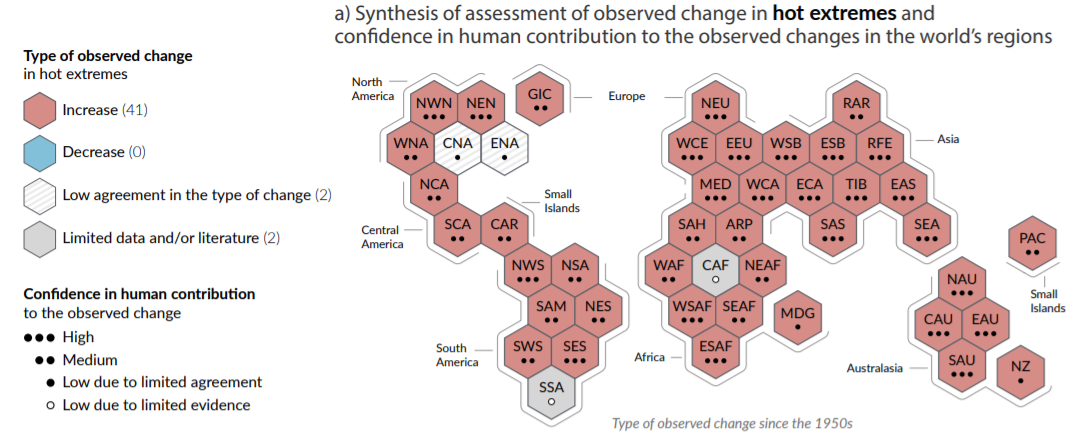 a) Synthesis of assessment of observed change in hot extremes and
confidence in human contribution to the observed changes in the world's regions
Type of observed change
in hot extremes
Increase (41)
Decrease (0)
Low agreement in the type of change (2)
Limited data and/or literature (2)
Confidence in human contribution
to the observed change
High
Medium
Low due to limited agreement
Low due to limited evidence
North
America
GIC
Europe
NWN NEN
NEU
RAR
WNA CNA ENA
WCE EEU WSB ESB RFE
Asia
NCA
MED WCA ECA TIB EAS
Small
Islands
Central
America
SCA CAR
SAH ARP
SAS
SEA
PAC
NWS NSA
WAF CAF NEAF
NAU
Small
Islands
SAM NES
WSAF SEAF
MDG
CAU EAU
South
America
SWS SES
Africa
ESAF
Australasia
SAU
NZ
SSA
Type of observed change since the 1950s